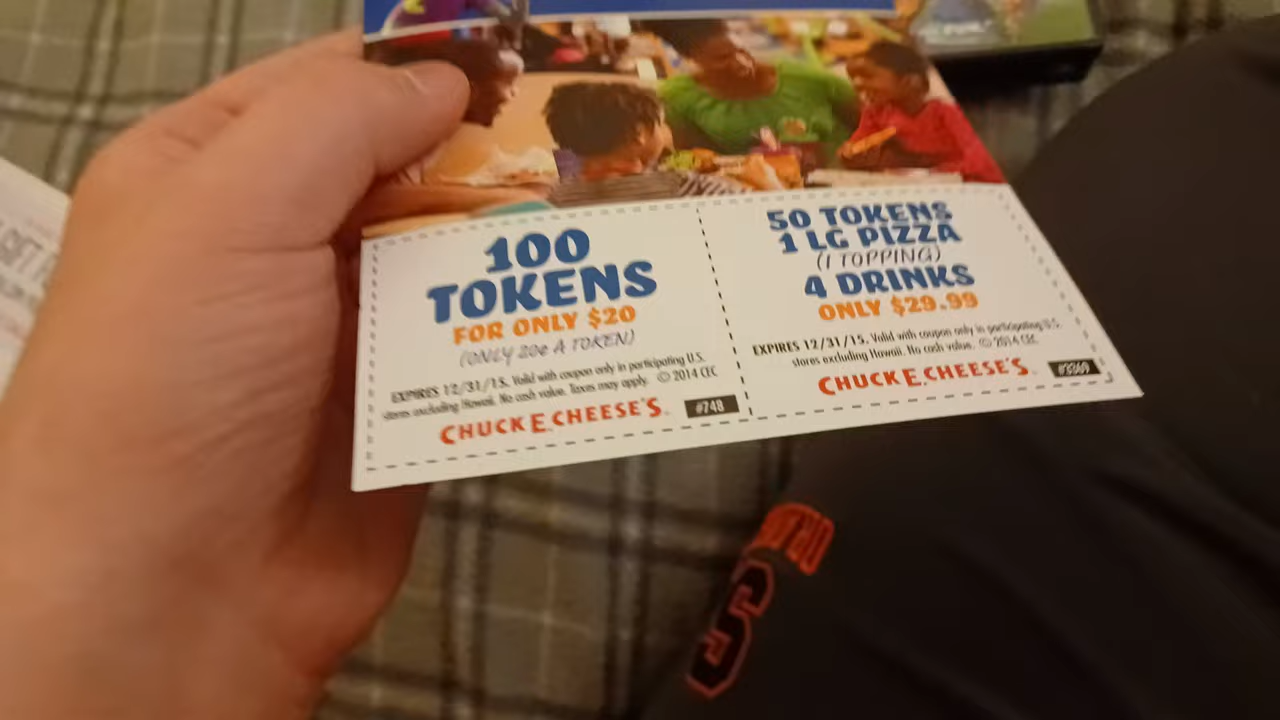 100
TOKENS
FOR ONLY $20
(ONLY 20¢ A TOKEN)
EXPIRES 12/31/15. Valid with coupon only in participating U.S.
stores excluding Hawaii. No cash value. Taxes may apply. © 2014 CEC
CHUCK E. CHEESE'S
#748
50 TOKENS
1 LG PIZZA
(1 TOPPING)
4 DRINKS
ONLY $29.99
EXPIRES 12/31/15. Valid with coupon only in participating U.S.
stores excluding Hawaii. No cash value. © 2014 CEC
CHUCK E. CHEESE'S